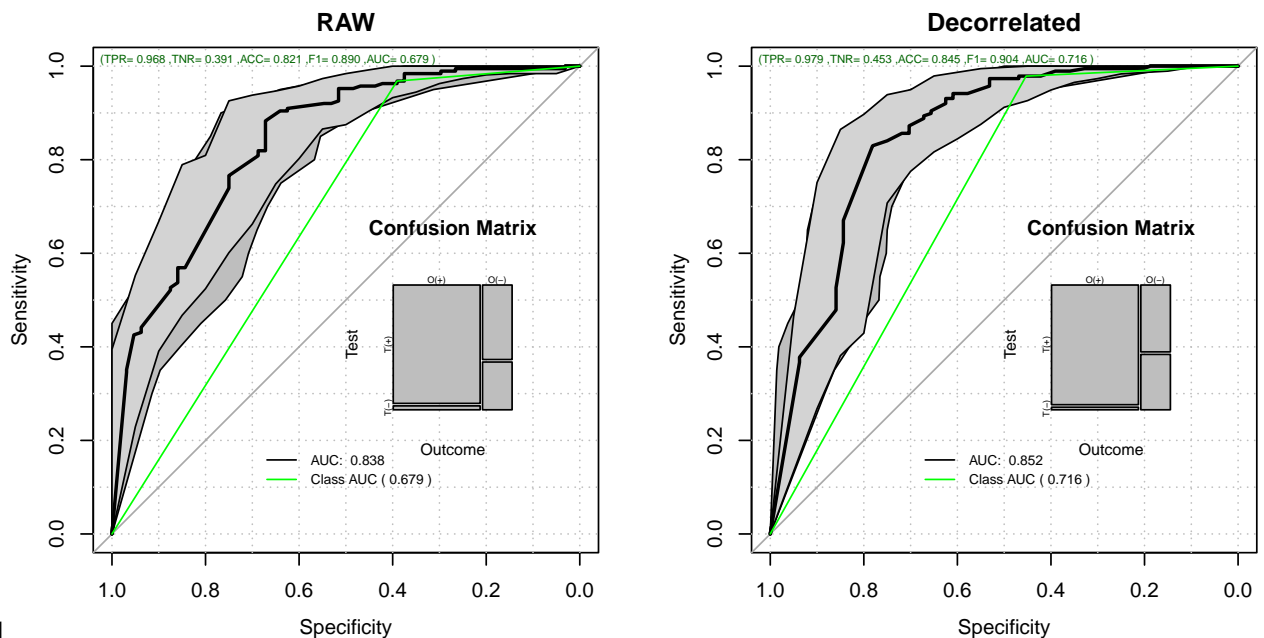 RAW
(TPR= 0.968 ,TNR= 0.391 ,ACC= 0.821 ,F1= 0.890 ,AUC= 0.679 )
Sensitivity
1.0
0.8
0.6
0.4
0.2
0.0
Confusion Matrix
O(+) O(−)
Test
T(+)
T(−)
Outcome
AUC: 0.838
Class AUC ( 0.679 )
1.0 0.8 0.6 0.4 0.2 0.0
Specificity
Decorrelated
(TPR= 0.979 ,TNR= 0.453 ,ACC= 0.845 ,F1= 0.904 ,AUC= 0.716 )
Sensitivity
1.0
0.8
0.6
0.4
0.2
0.0
Confusion Matrix
O(+) O(−)
Test
T(+)
T(−)
Outcome
AUC: 0.852
Class AUC ( 0.716 )
1.0 0.8 0.6 0.4 0.2 0.0
Specificity